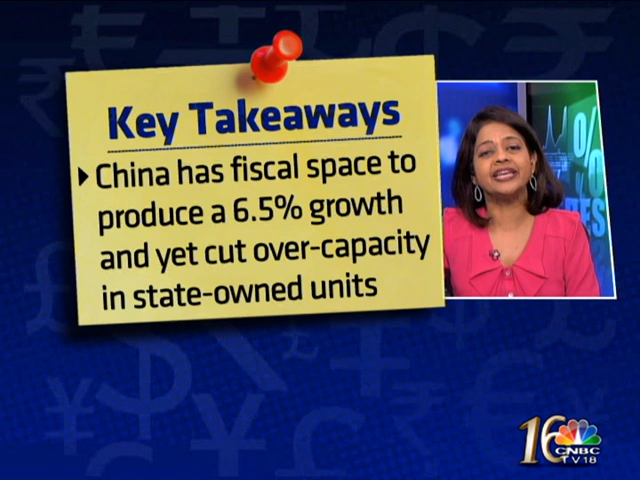 Key Takeaways
China has fiscal space to
produce a 6.5% growth
and yet cut over-capacity
in state-owned units
%
16
CNBC
TV18